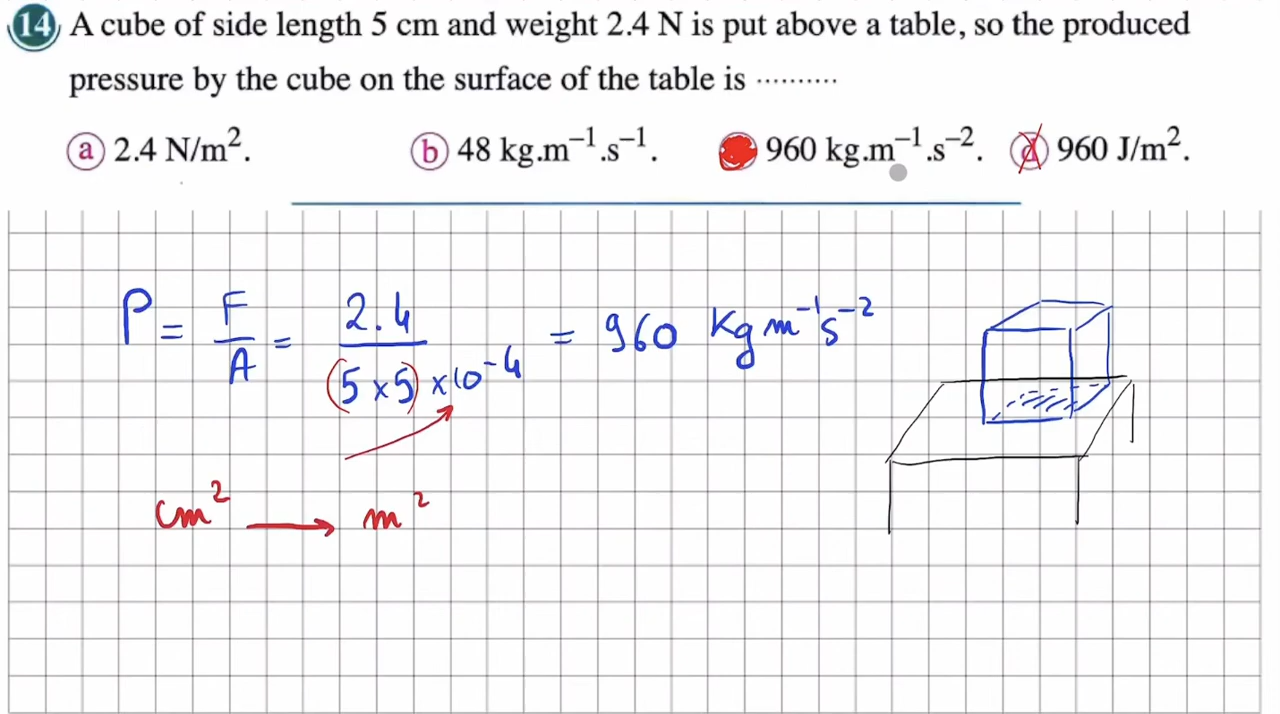 14 A cube of side length 5 cm and weight 2.4 N is put above a table, so the produced
pressure by the cube on the surface of the table is ··········
a 2.4 N/m². b 48 kg.m⁻¹.s⁻¹. 960 kg.m⁻¹.s⁻². d 960 J/m².
P = F/A = 2.4/(5×5)×10⁻⁴ = 960 Kg m⁻¹ s⁻²
cm² → m²